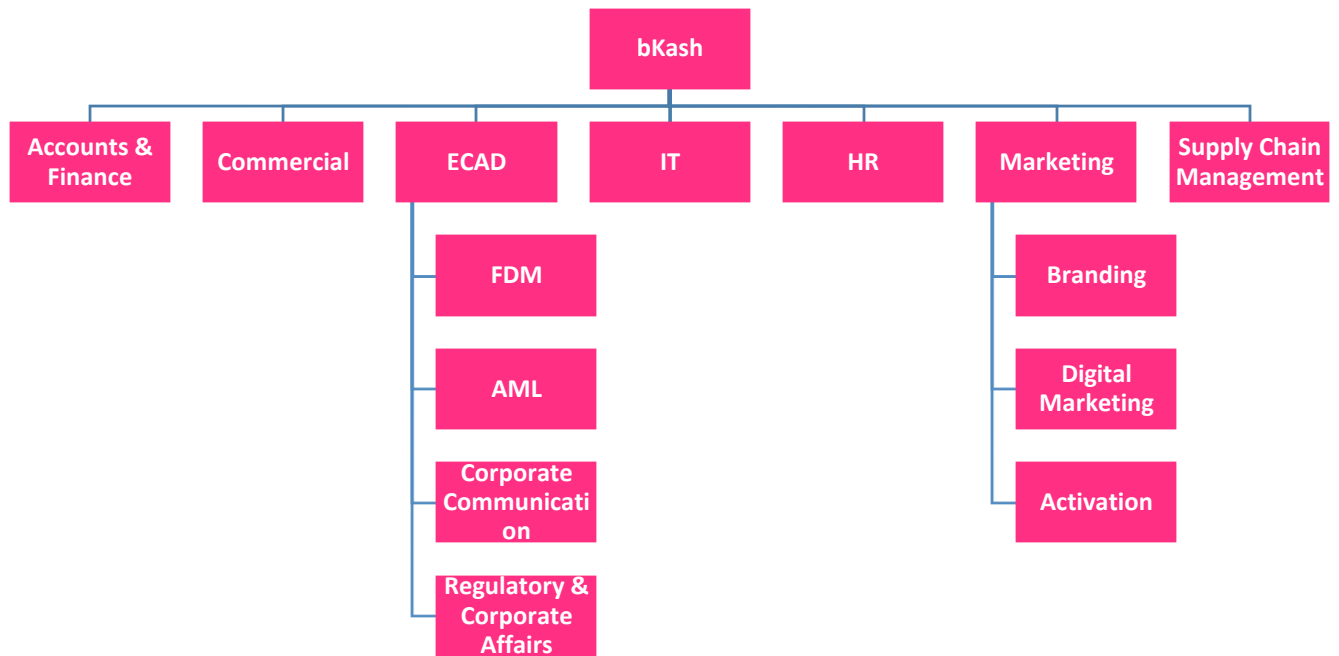 bKash
Accounts &
Finance
Commercial
ECAD
IT
HR
Marketing
Supply Chain
Management
FDM
AML
Corporate
Communicati
on
Regulatory &
Corporate
Affairs
Branding
Digital
Marketing
Activation